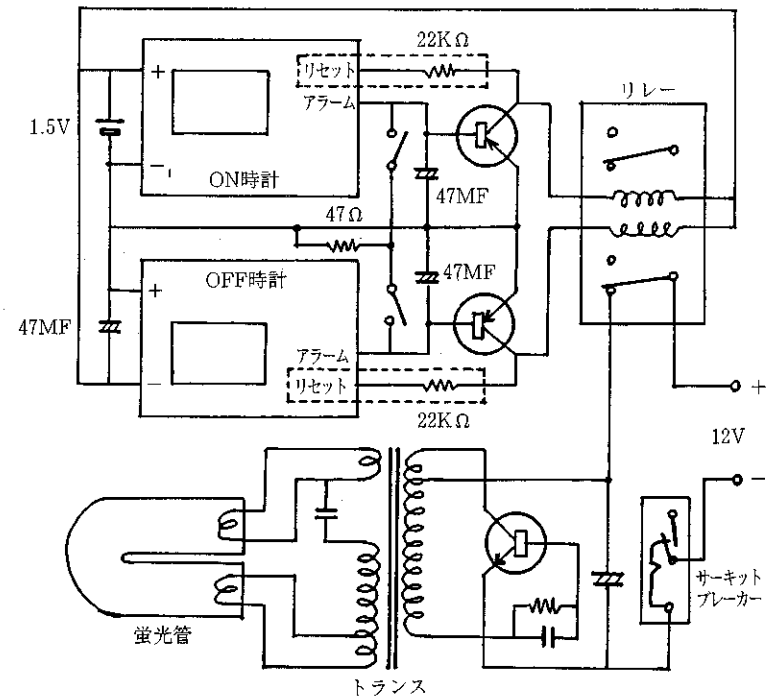 22KΩ
リセット
アラーム
リレー
+
1.5V
−
ON時計
47MF
47Ω
OFF時計
47MF
+
47MF
アラーム
リセット
−
22KΩ
+
12V
−
サーキット
ブレーカー
蛍光管
トランス